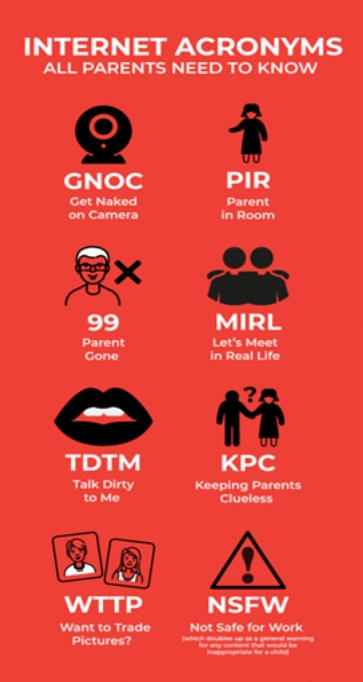 INTERNET ACRONYMS
ALL PARENTS NEED TO KNOW
GNOC
Get Naked
on Camera
PIR
Parent
in Room
99
Parent
Gone
MIRL
Let's Meet
in Real Life
TDTM
Talk Dirty
to Me
?
KPC
Keeping Parents
Clueless
WTTP
Want to Trade
Pictures?
!
NSFW
Not Safe for Work
(which doubles up as a general warning
for any content that would be
inappropriate for a child)